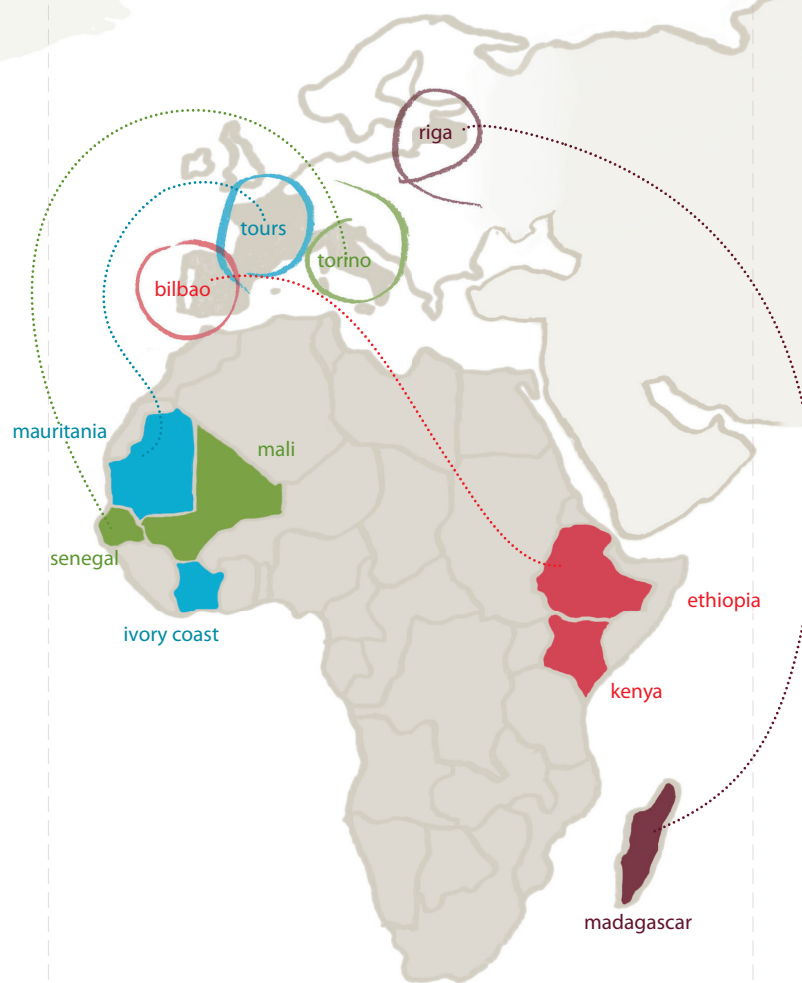 riga
tours
torino
bilbao
mauritania
mali
senegal
ivory coast
ethiopia
kenya
madagascar